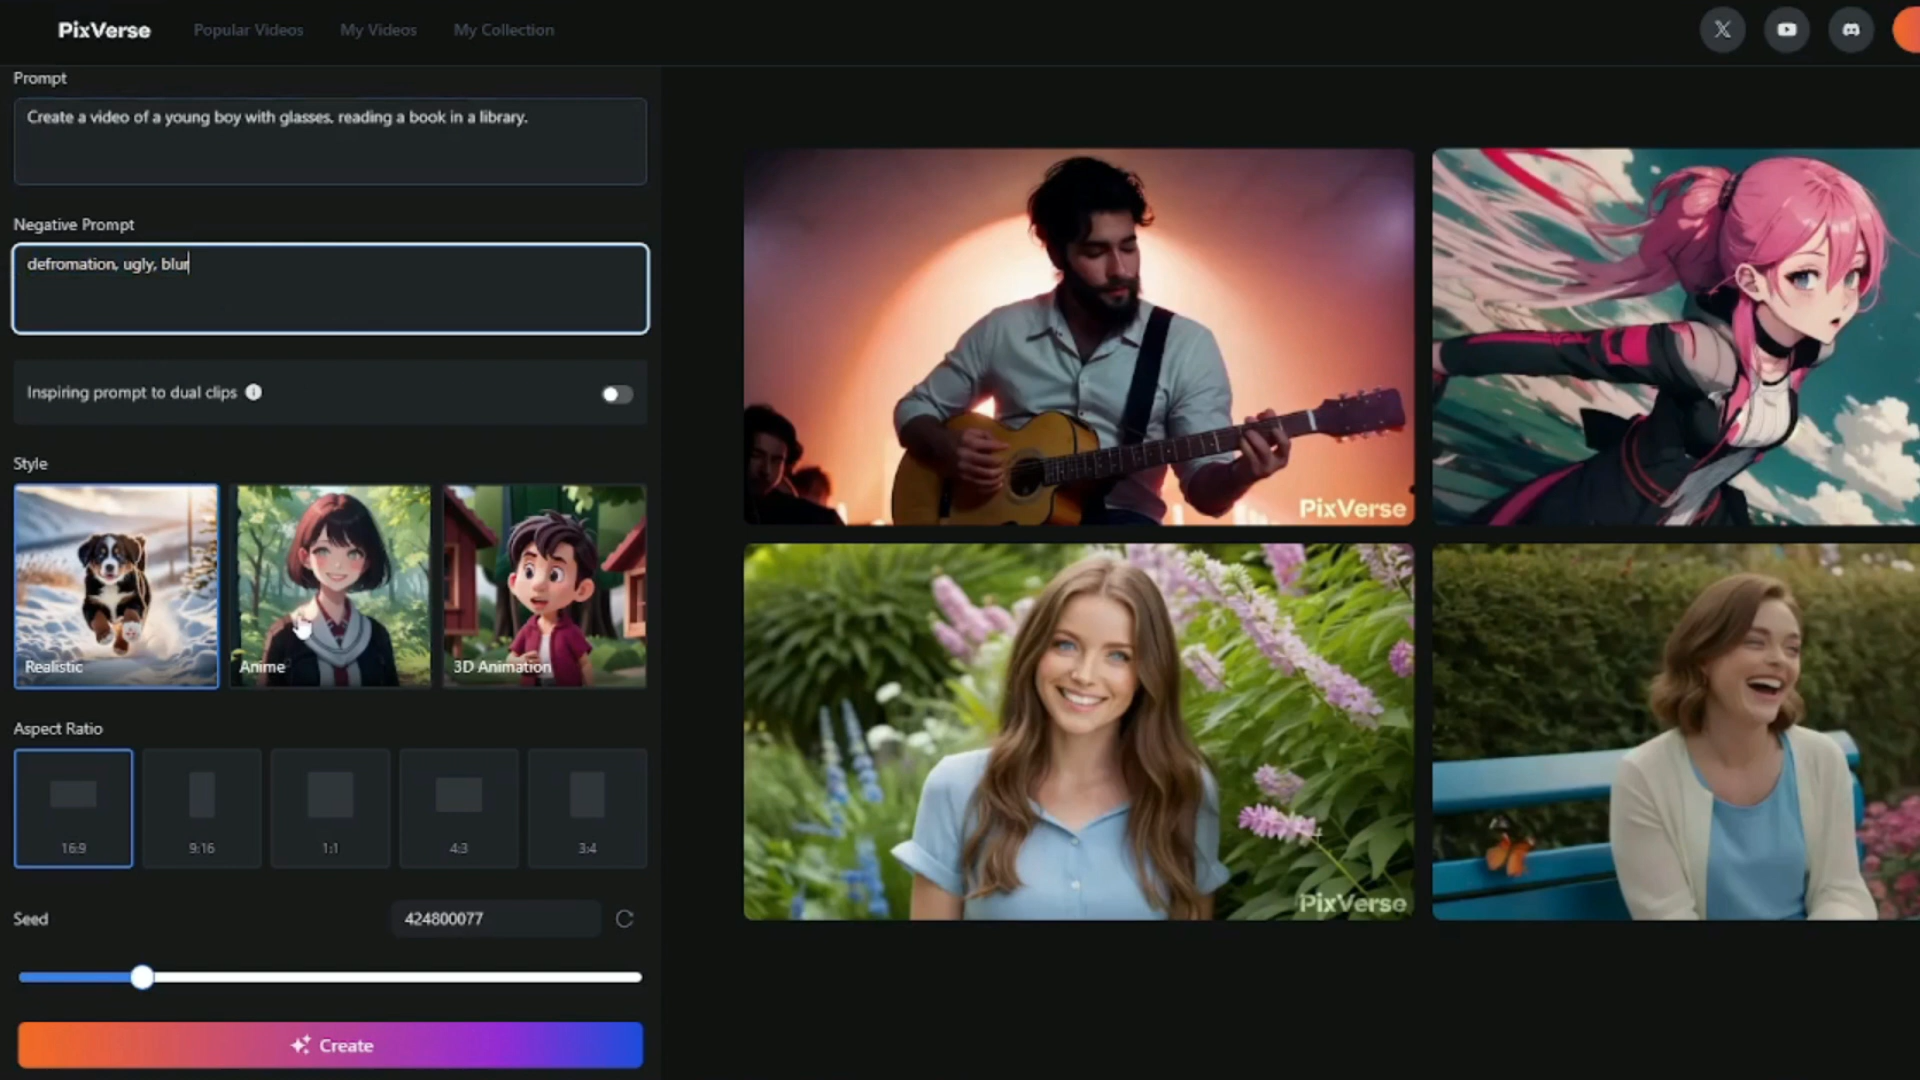 PixVerse Popular Videos My Videos My Collection
Prompt
Create a video of a young boy with glasses. reading a book in a library.
Negative Prompt
defromation, ugly, blur
Inspiring prompt to dual clips
Style
Realistic Anime 3D Animation
Aspect Ratio
16:9 9:16 1:1 4:3 3:4
Seed 424800077
Create
PixVerse
PixVerse